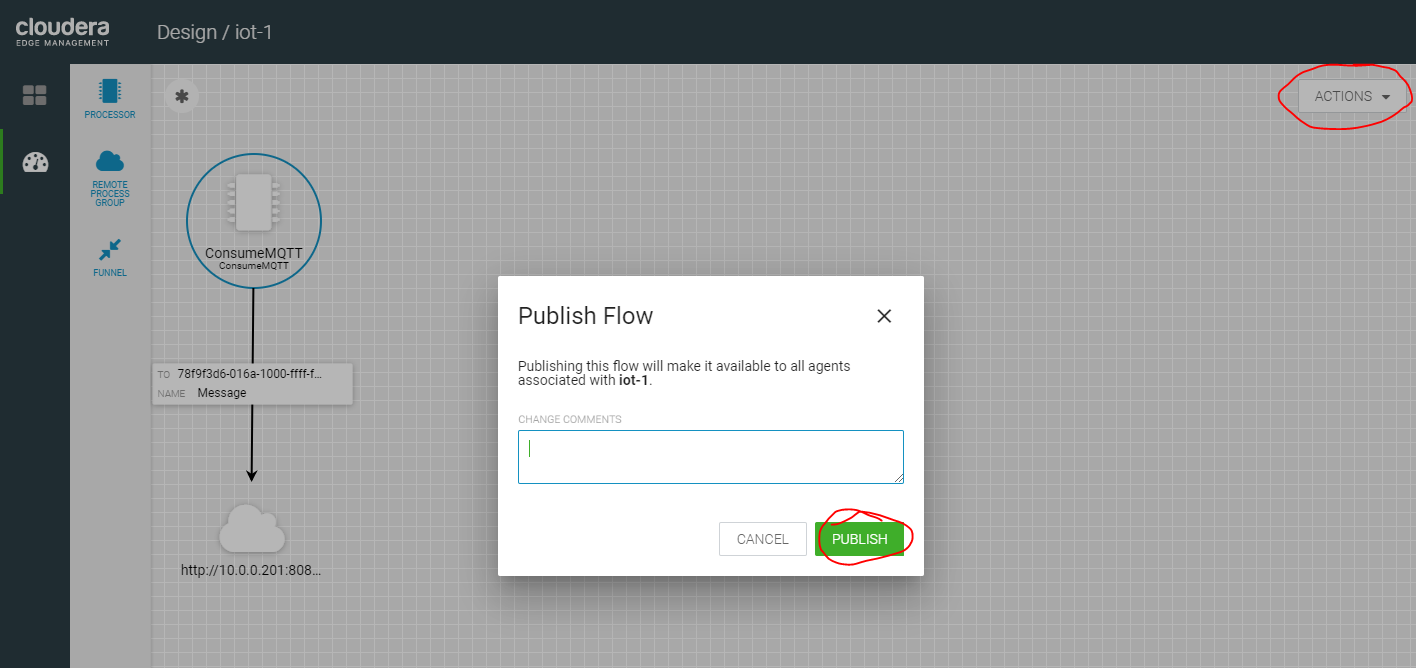 cloudera
EDGE MANAGEMENT
Design / iot-1
PROCESSOR
REMOTE
PROCESS
GROUP
FUNNEL
ACTIONS
ConsumeMQTT
ConsumeMQTT
TO 78f9f3d6-016a-1000-ffff-f...
NAME Message
http://10.0.0.201:808...
Publish Flow
Publishing this flow will make it available to all agents
associated with iot-1.
CHANGE COMMENTS
CANCEL
PUBLISH